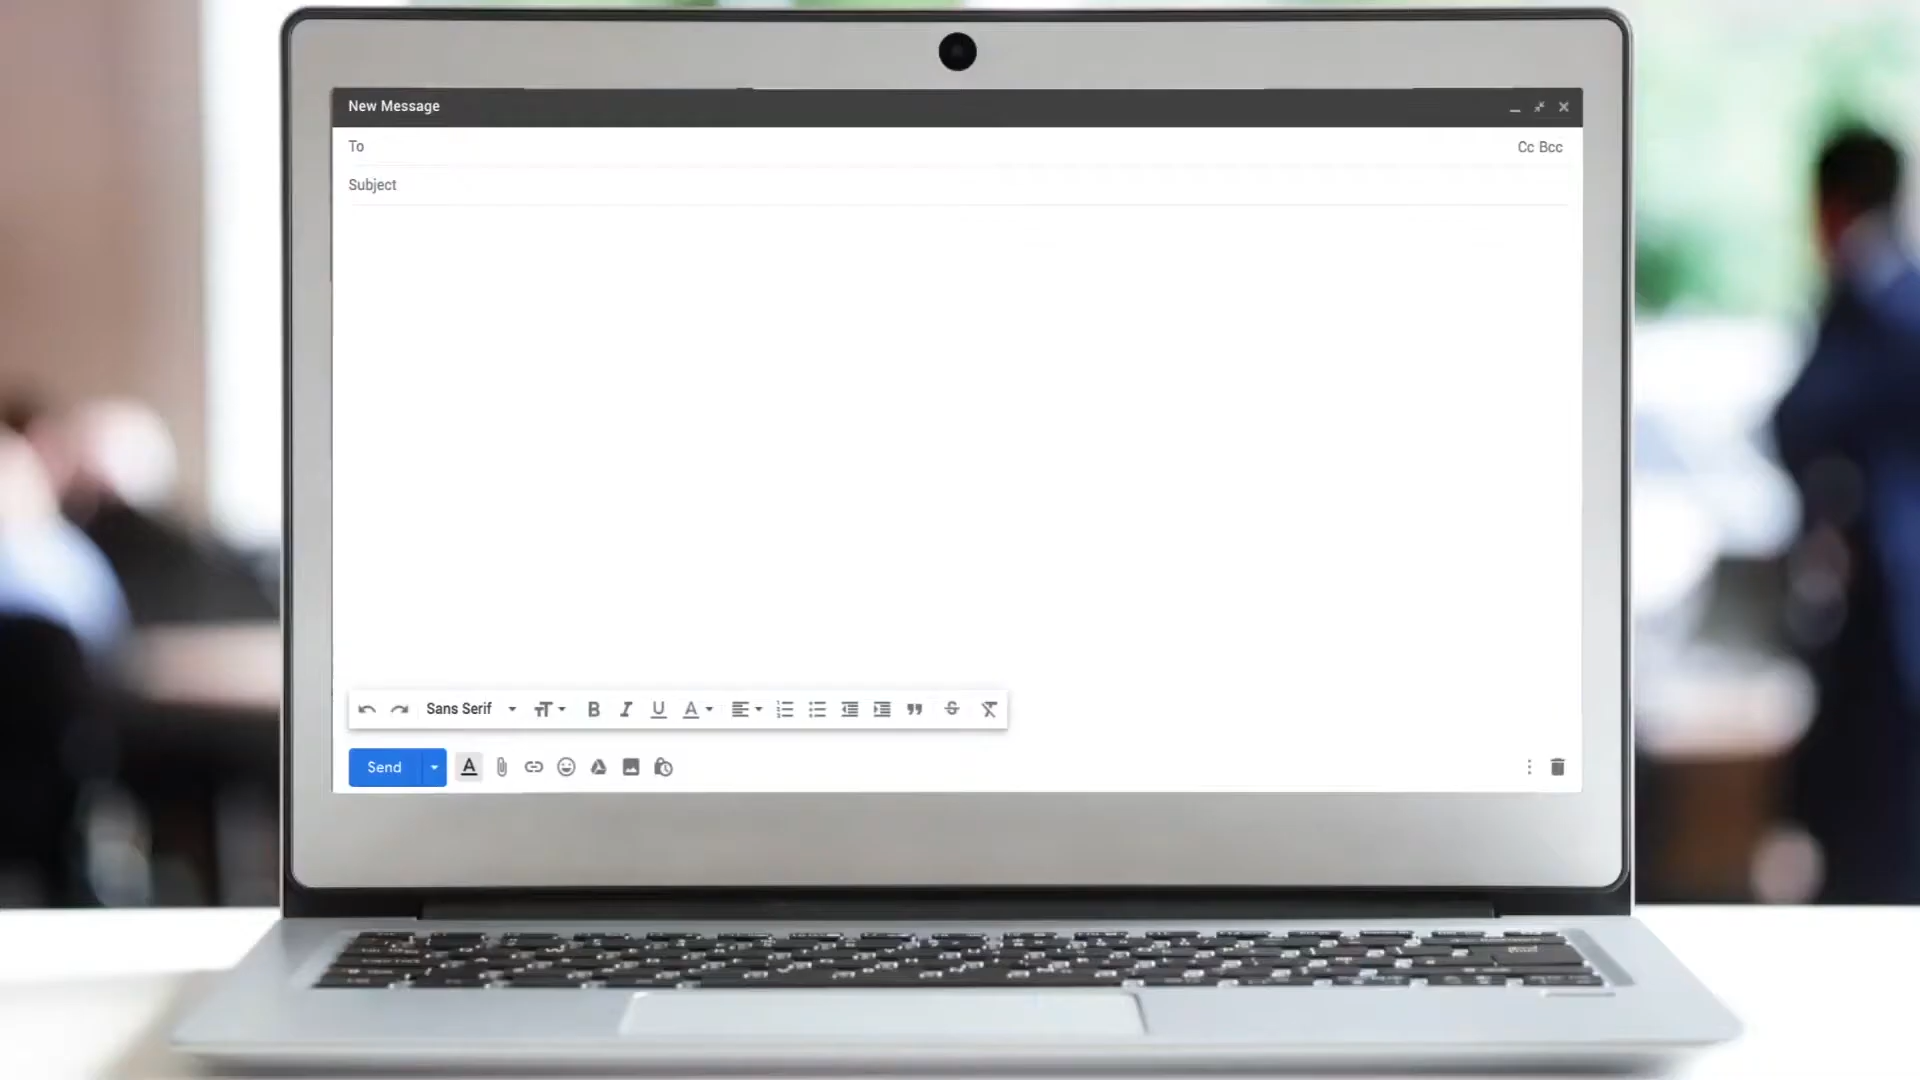 New Message
To
Cc Bcc
Subject
Sans Serif
Send